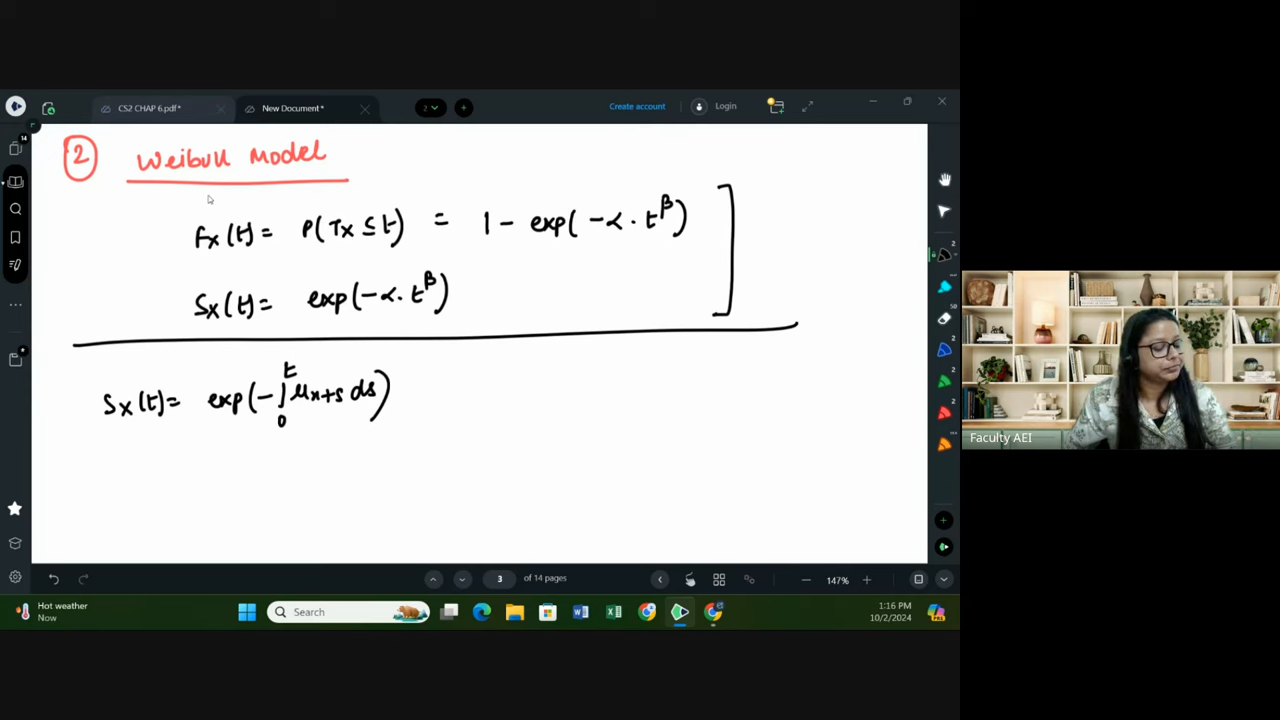 CS2 CHAP 6.pdf*
New Document*
2
Create account
Login
14
② Weibull Model
Fx(t) = P(Tx ≤ t) = 1 - exp(-α. t^β)
Sx(t) = exp(-α. t^β)
Sx(t) = exp(-∫₀ᵗ μx+s ds)
Faculty AEI
3 of 14 pages
147%
Hot weather
Now
Search
1:16 PM
10/2/2024